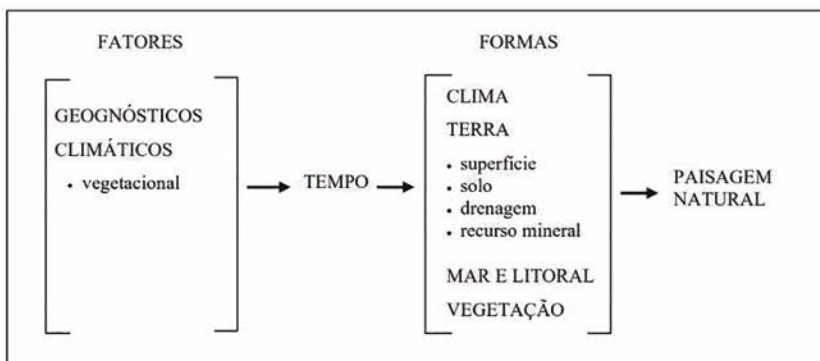 FATORES
GEOGNÓSTICOS
CLIMÁTICOS
• vegetacional
TEMPO
FORMAS
CLIMA
TERRA
• superfície
• solo
• drenagem
• recurso mineral
MAR E LITORAL
VEGETAÇÃO
PAISAGEM
NATURAL